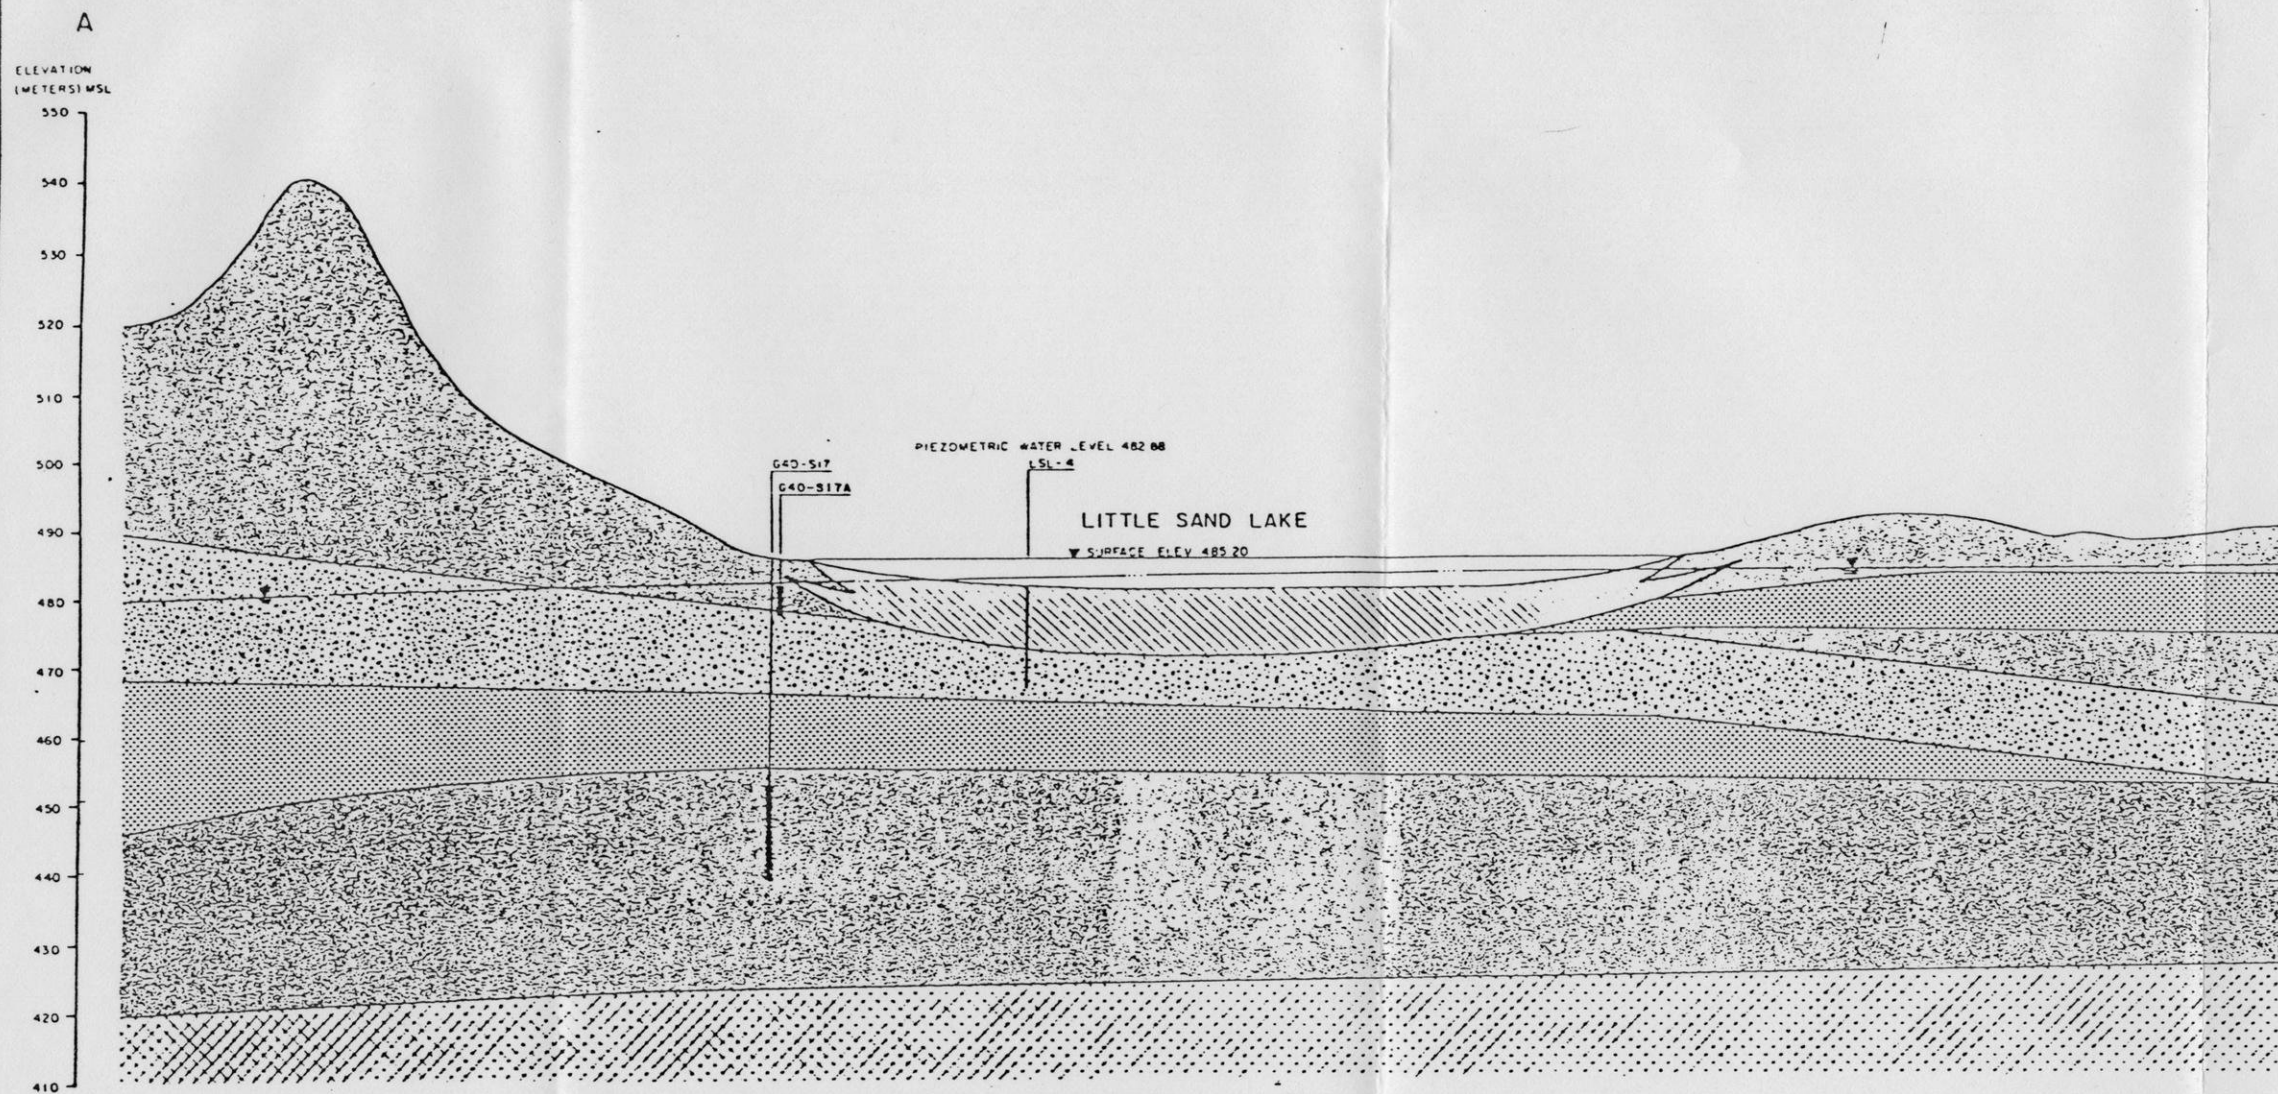 A
ELEVATION
(METERS) MSL
550
540
530
520
510
500
490
480
470
460
450
440
430
420
410
PIEZOMETRIC WATER LEVEL 482.88
G40-S17
LSL-4
G40-S17A
LITTLE SAND LAKE
SURFACE ELEV. 485.20